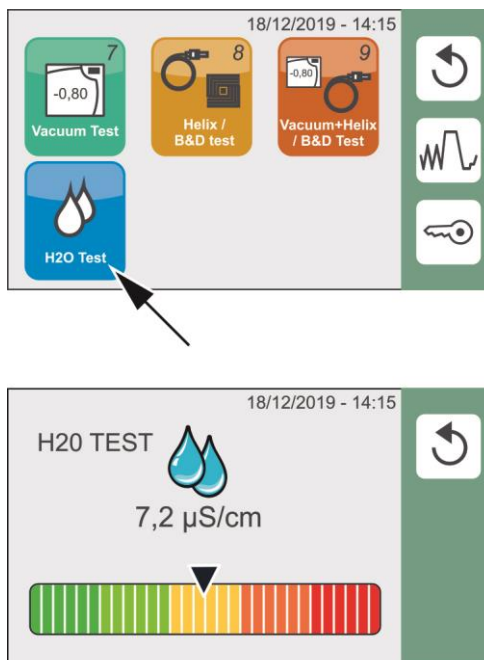 18/12/2019 - 14:15
7
-0,80
Vacuum Test
8
Helix /
B&D test
9
-0,80
Vacuum+Helix
/ B&D Test
H2O Test
18/12/2019 - 14:15
H20 TEST
7,2 µS/cm